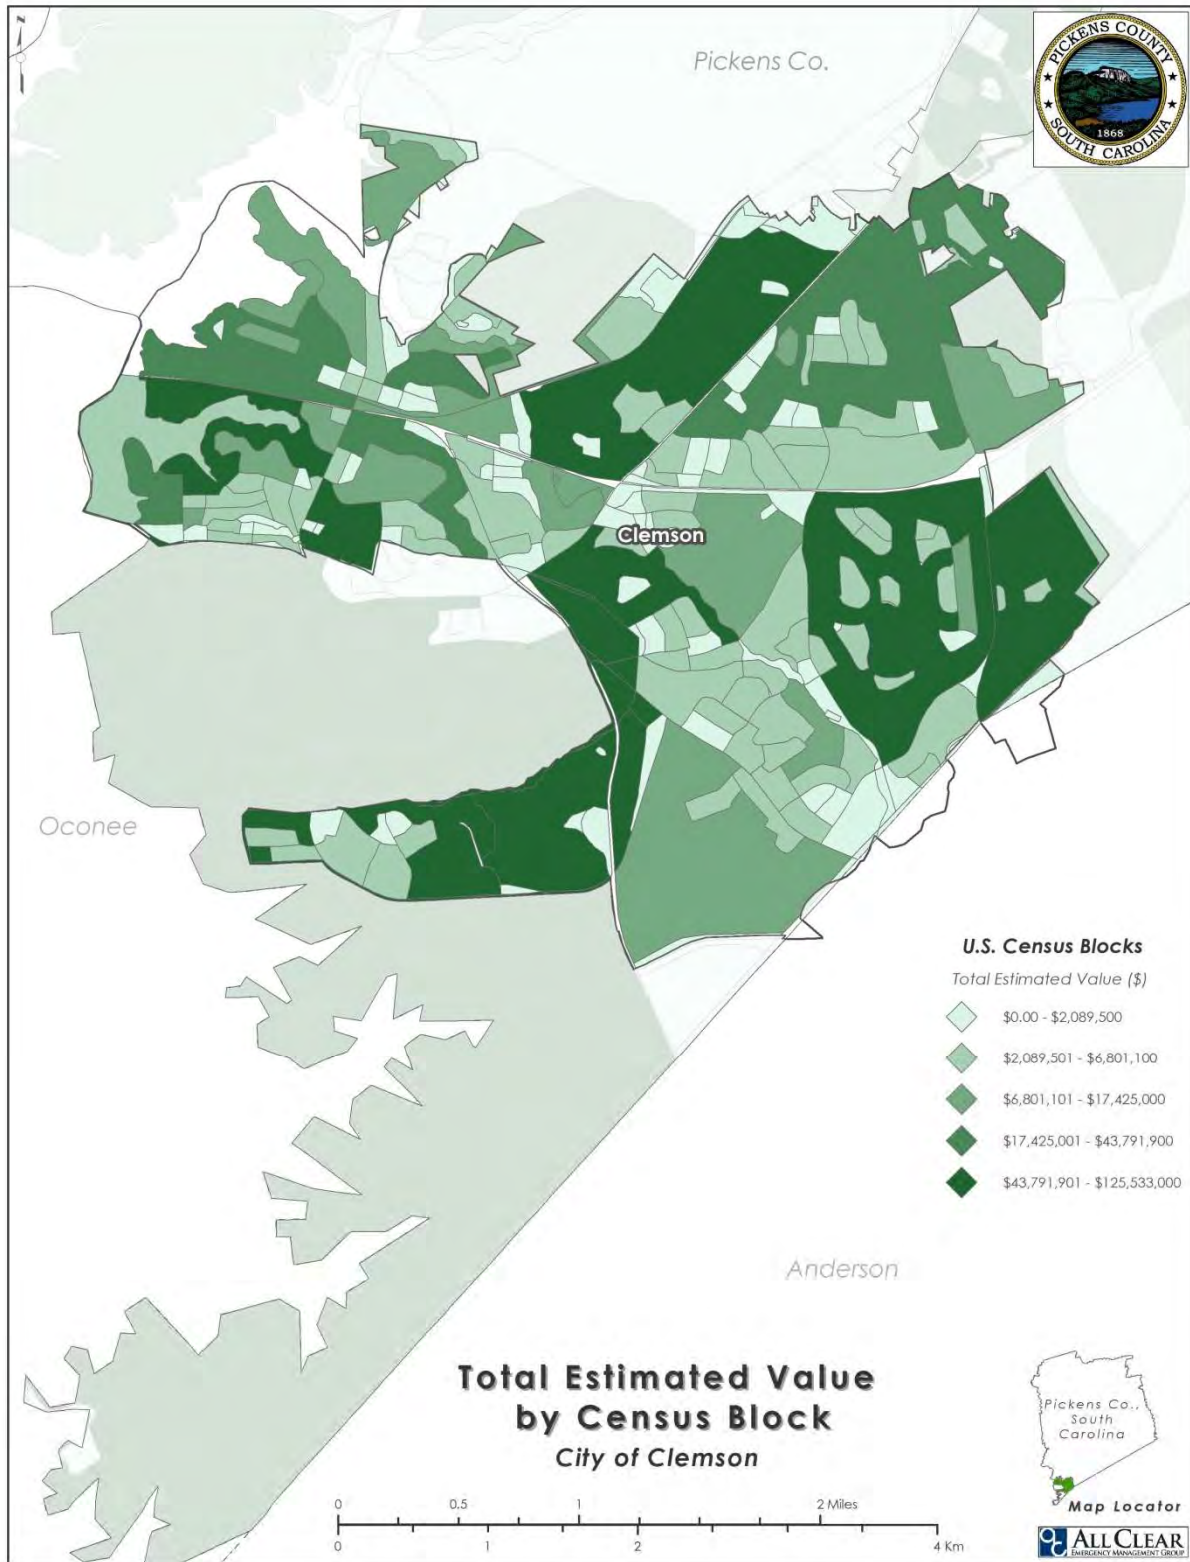 N
Pickens Co.
PICKENS COUNTY
1868
SOUTH CAROLINA
Clemson
Oconee
U.S. Census Blocks
Total Estimated Value ($)
$0.00 - $2,089,500
$2,089,501 - $6,801,100
$6,801,101 - $17,425,000
$17,425,001 - $43,791,900
$43,791,901 - $125,533,000
Anderson
Total Estimated Value
by Census Block
City of Clemson
Pickens Co.,
South
Carolina
Map Locator
0 0.5 1 2 Miles
0 1 2 4 Km
ALL CLEAR
EMERGENCY MANAGEMENT GROUP